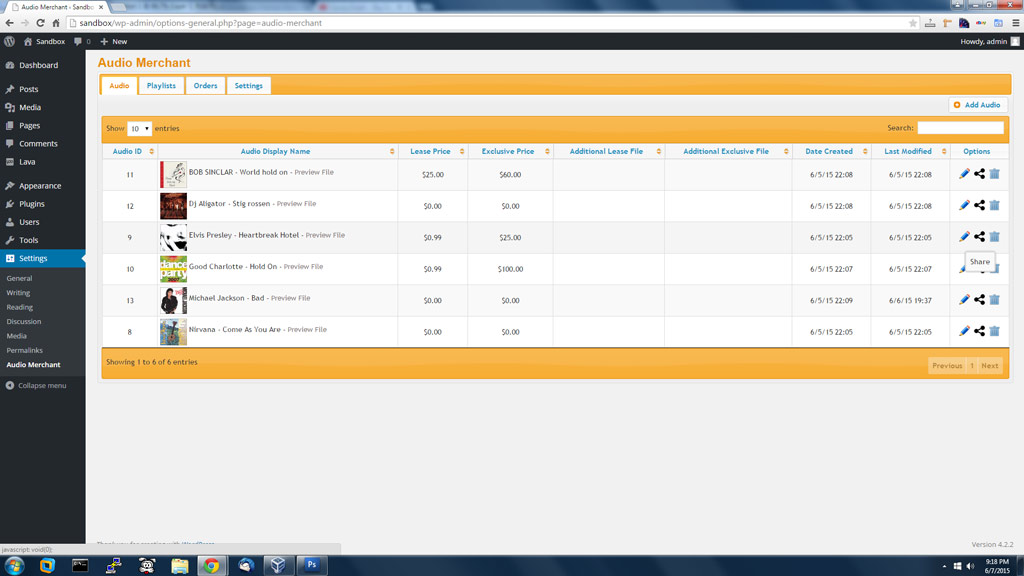 Audio Merchant ‹ Sandbo
sandbox/wp-admin/options-general.php?page=audio-merchant
Sandbox 0 + New Howdy, admin
Dashboard
Posts
Media
Pages
Comments
Lava
Appearance
Plugins
Users
Tools
Settings
General
Writing
Reading
Discussion
Media
Permalinks
Audio Merchant
Collapse menu
Audio Merchant
Audio Playlists Orders Settings
Add Audio
Show 10 entries Search:
Audio ID Audio Display Name Lease Price Exclusive Price Additional Lease File Additional Exclusive File Date Created Last Modified Options
11 BOB SINCLAR - World hold on - Preview File $25.00 $60.00 6/5/15 22:08 6/5/15 22:08
12 Dj Aligator - Stig rossen - Preview File $0.00 $0.00 6/5/15 22:08 6/5/15 22:08
9 Elvis Presley - Heartbreak Hotel - Preview File $0.99 $25.00 6/5/15 22:05 6/5/15 22:05
Share
10 Good Charlotte - Hold On - Preview File $0.99 $100.00 6/5/15 22:07 6/5/15 22:07
13 Michael Jackson - Bad - Preview File $0.00 $0.00 6/5/15 22:09 6/6/15 19:37
8 Nirvana - Come As You Are - Preview File $0.00 $0.00 6/5/15 22:05 6/5/15 22:05
Showing 1 to 6 of 6 entries Previous 1 Next
Thank you for creating with WordPress. Version 4.2.2
javascript: void(0);
Ps
9:18 PM
6/7/2015